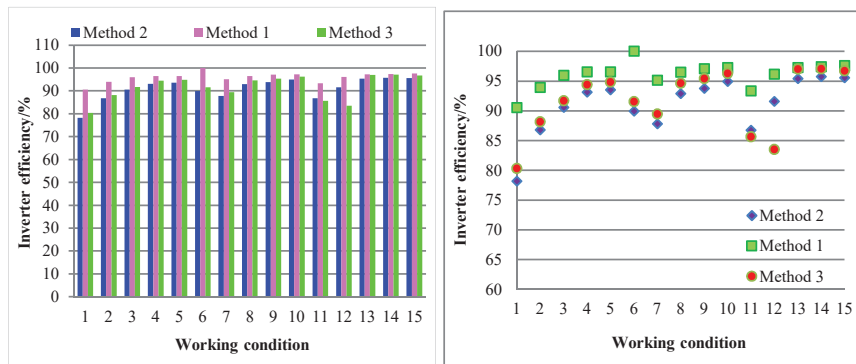 Method 2 Method 1 Method 3
110
100
90
80
70
60
50
40
30
20
10
0
Inverter efficiency/%
1 2 3 4 5 6 7 8 9 10 11 12 13 14 15
Working condition
100
95
90
85
80
75
70
65
60
Inverter efficiency/%
Method 2
Method 1
Method 3
1 2 3 4 5 6 7 8 9 10 11 12 13 14 15
Working condition